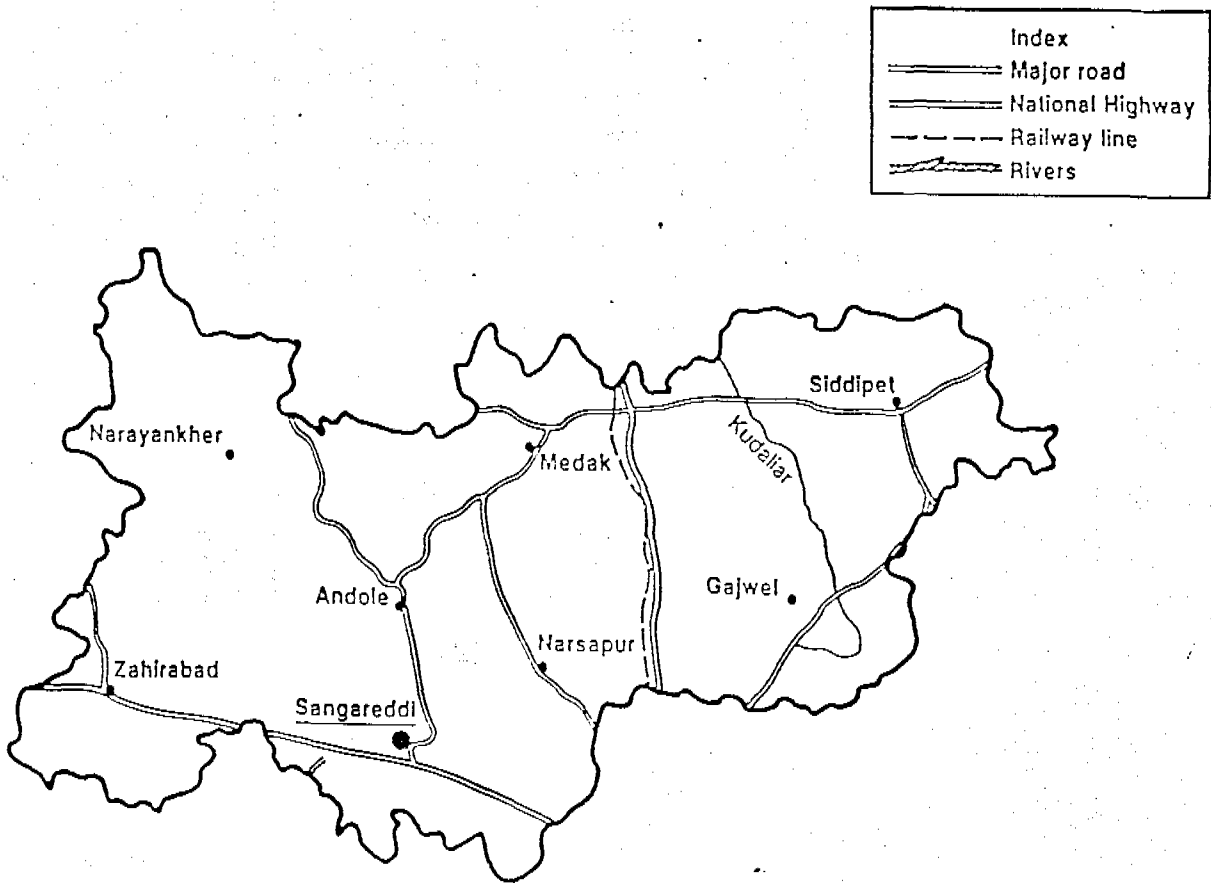 Index
Major road
National Highway
Railway line
Rivers
Siddipet
Narayankher
Kudaliar
Medak
Andole
Gajwel
Narsapur
Zahirabad
Sangareddi